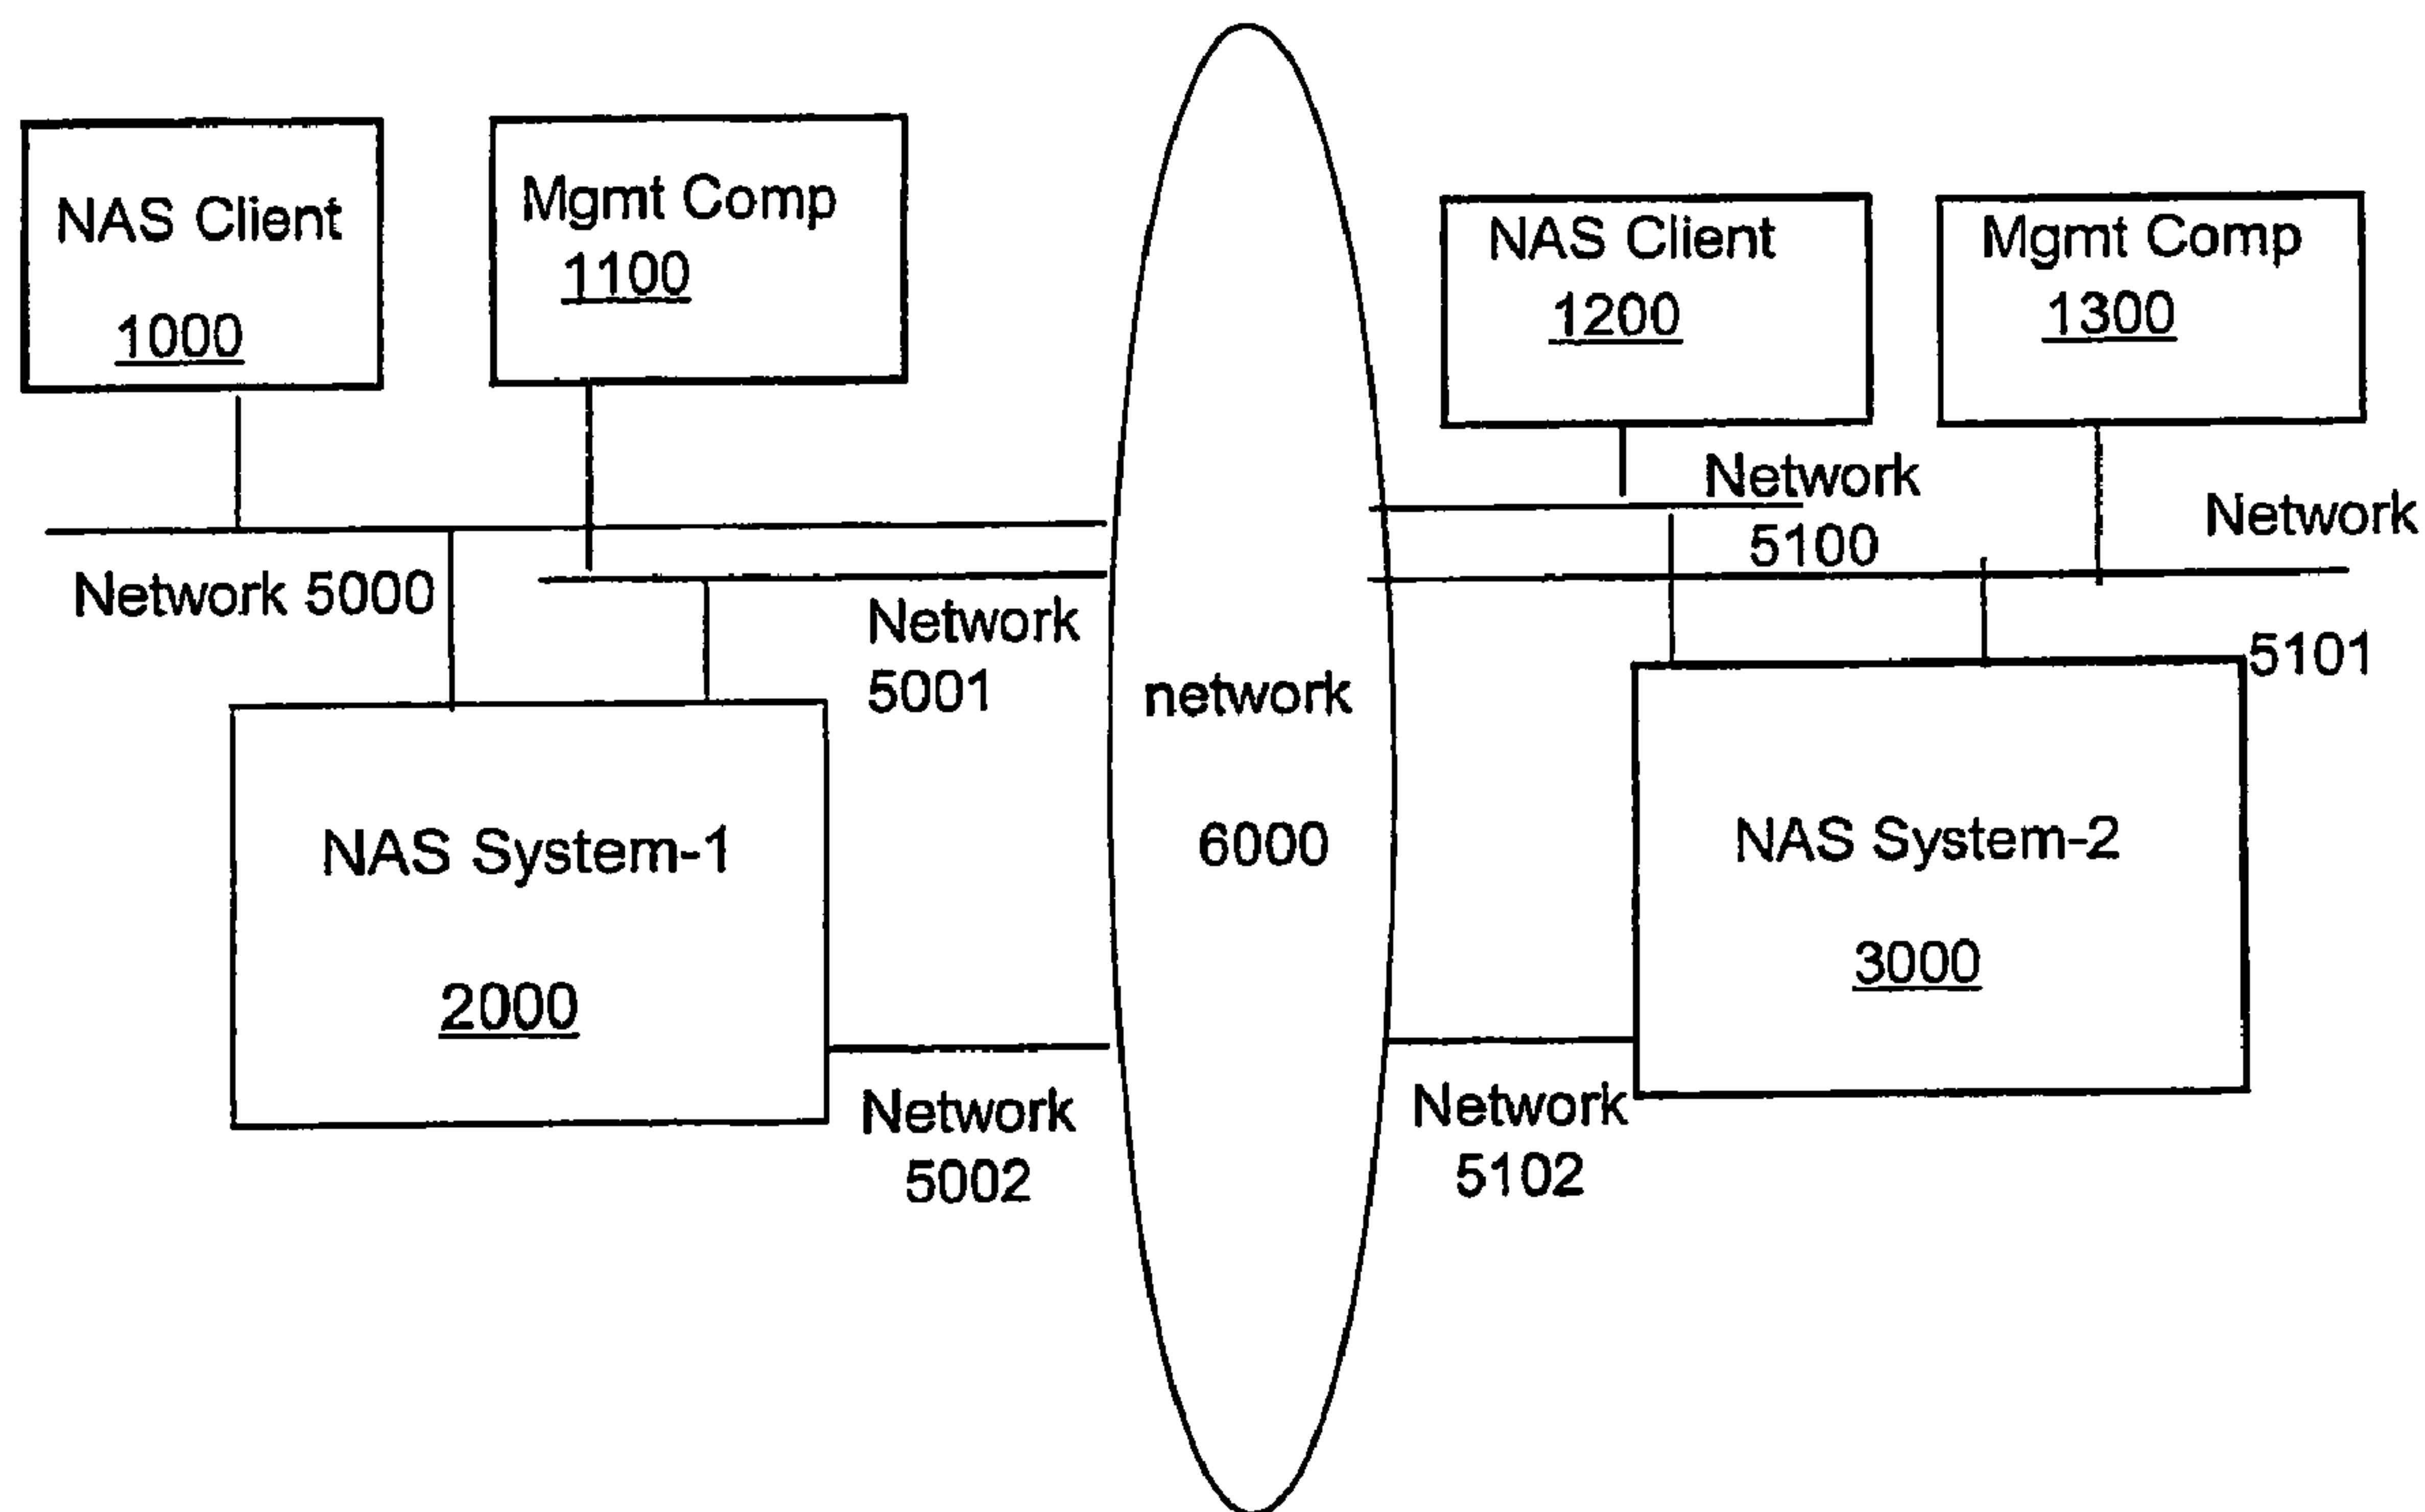 NAS Client
1000
Mgmt Comp
1100
NAS Client
1200
Mgmt Comp
1300
Network 5000
Network
5001
Network
5100
Network
5101
network
6000
NAS System-1
2000
NAS System-2
3000
Network
5002
Network
5102